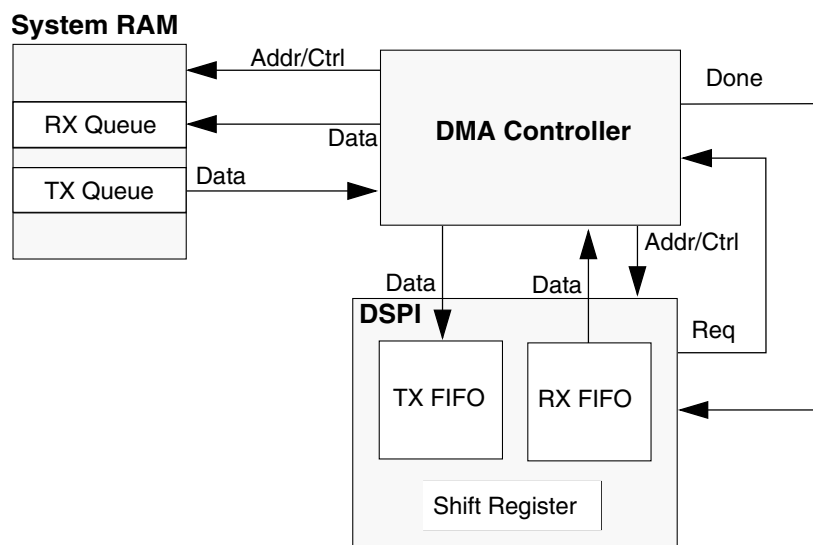 System RAM
Addr/Ctrl
Done
RX Queue
Data
DMA Controller
TX Queue
Data
Addr/Ctrl
Data
Data
DSPI
Req
TX FIFO
RX FIFO
Shift Register